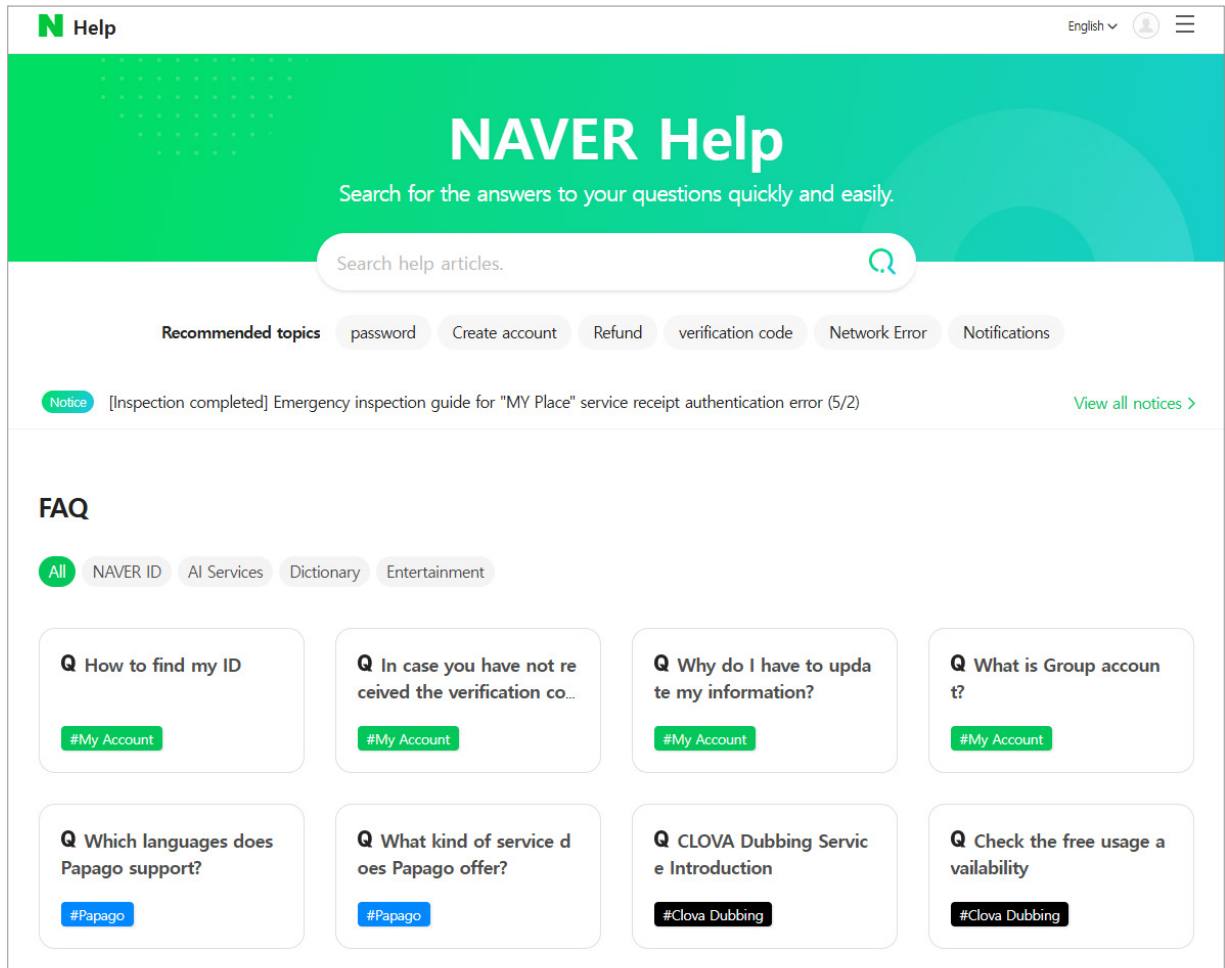 N Help
English
NAVER Help
Search for the answers to your questions quickly and easily.
Search help articles.
Recommended topics password Create account Refund verification code Network Error Notifications
Notice [Inspection completed] Emergency inspection guide for "MY Place" service receipt authentication error (5/2) View all notices >
FAQ
All NAVER ID AI Services Dictionary Entertainment
Q How to find my ID
#My Account
Q In case you have not re
ceived the verification co...
#My Account
Q Why do I have to upda
te my information?
#My Account
Q What is Group accoun
t?
#My Account
Q Which languages does
Papago support?
#Papago
Q What kind of service d
oes Papago offer?
#Papago
Q CLOVA Dubbing Servic
e Introduction
#Clova Dubbing
Q Check the free usage a
vailability
#Clova Dubbing